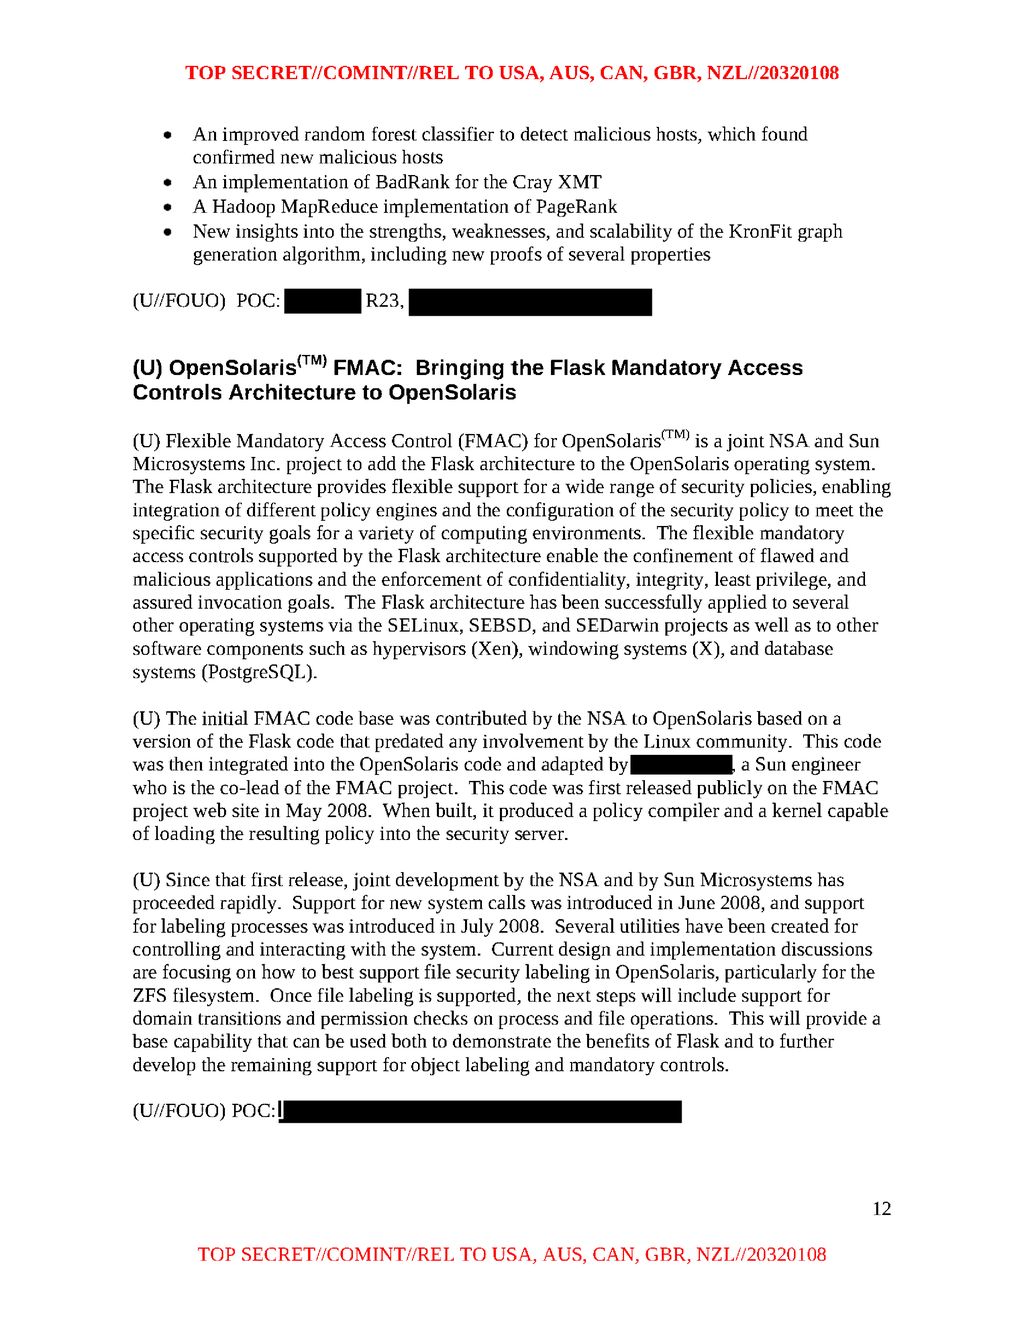 TOP SECRET//COMINT//REL TO USA, AUS, CAN, GBR, NZL//20320108
• An improved random forest classifier to detect malicious hosts, which found
confirmed new malicious hosts
• An implementation of BadRank for the Cray XMT
• A Hadoop MapReduce implementation of PageRank
• New insights into the strengths, weaknesses, and scalability of the KronFit graph
generation algorithm, including new proofs of several properties
(U//FOUO) POC: R23,
(U) OpenSolaris(TM) FMAC: Bringing the Flask Mandatory Access
Controls Architecture to OpenSolaris
(U) Flexible Mandatory Access Control (FMAC) for OpenSolaris(TM) is a joint NSA and Sun
Microsystems Inc. project to add the Flask architecture to the OpenSolaris operating system.
The Flask architecture provides flexible support for a wide range of security policies, enabling
integration of different policy engines and the configuration of the security policy to meet the
specific security goals for a variety of computing environments. The flexible mandatory
access controls supported by the Flask architecture enable the confinement of flawed and
malicious applications and the enforcement of confidentiality, integrity, least privilege, and
assured invocation goals. The Flask architecture has been successfully applied to several
other operating systems via the SELinux, SEBSD, and SEDarwin projects as well as to other
software components such as hypervisors (Xen), windowing systems (X), and database
systems (PostgreSQL).
(U) The initial FMAC code base was contributed by the NSA to OpenSolaris based on a
version of the Flask code that predated any involvement by the Linux community. This code
was then integrated into the OpenSolaris code and adapted by , a Sun engineer
who is the co-lead of the FMAC project. This code was first released publicly on the FMAC
project web site in May 2008. When built, it produced a policy compiler and a kernel capable
of loading the resulting policy into the security server.
(U) Since that first release, joint development by the NSA and by Sun Microsystems has
proceeded rapidly. Support for new system calls was introduced in June 2008, and support
for labeling processes was introduced in July 2008. Several utilities have been created for
controlling and interacting with the system. Current design and implementation discussions
are focusing on how to best support file security labeling in OpenSolaris, particularly for the
ZFS filesystem. Once file labeling is supported, the next steps will include support for
domain transitions and permission checks on process and file operations. This will provide a
base capability that can be used both to demonstrate the benefits of Flask and to further
develop the remaining support for object labeling and mandatory controls.
(U//FOUO) POC:
12
TOP SECRET//COMINT//REL TO USA, AUS, CAN, GBR, NZL//20320108